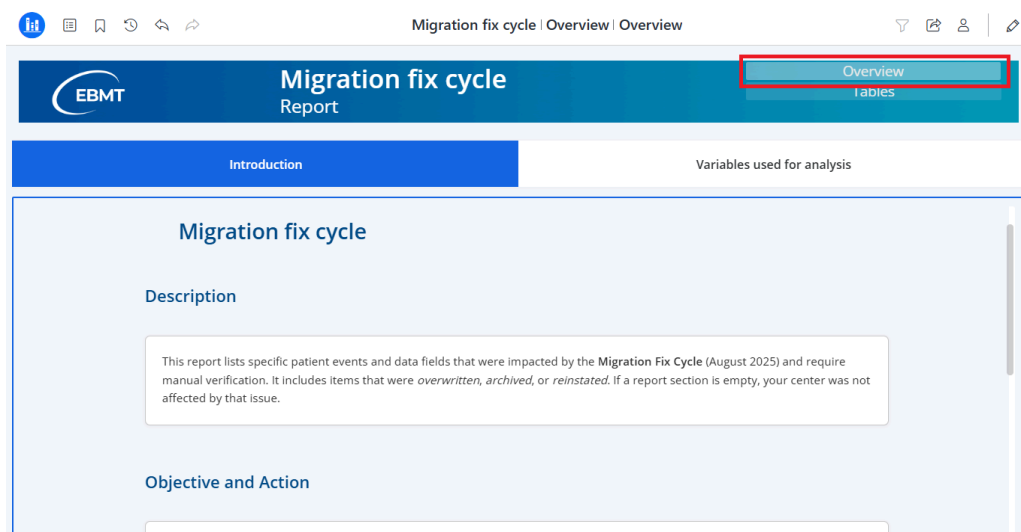 Migration fix cycle | Overview | Overview
EBMT
Migration fix cycle
Report
Overview
Tables
Introduction
Variables used for analysis
Migration fix cycle
Description
This report lists specific patient events and data fields that were impacted by the Migration Fix Cycle (August 2025) and require
manual verification. It includes items that were overwritten, archived, or reinstated. If a report section is empty, your center was not
affected by that issue.
Objective and Action